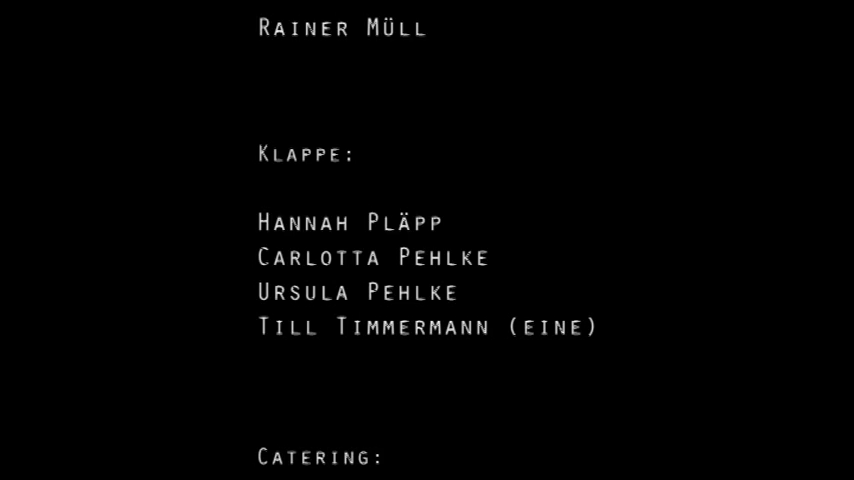 Rainer Müll
Klappe:
Hannah Pläpp
Carlotta Pehlke
Ursula Pehlke
Till Timmermann (eine)
Catering: